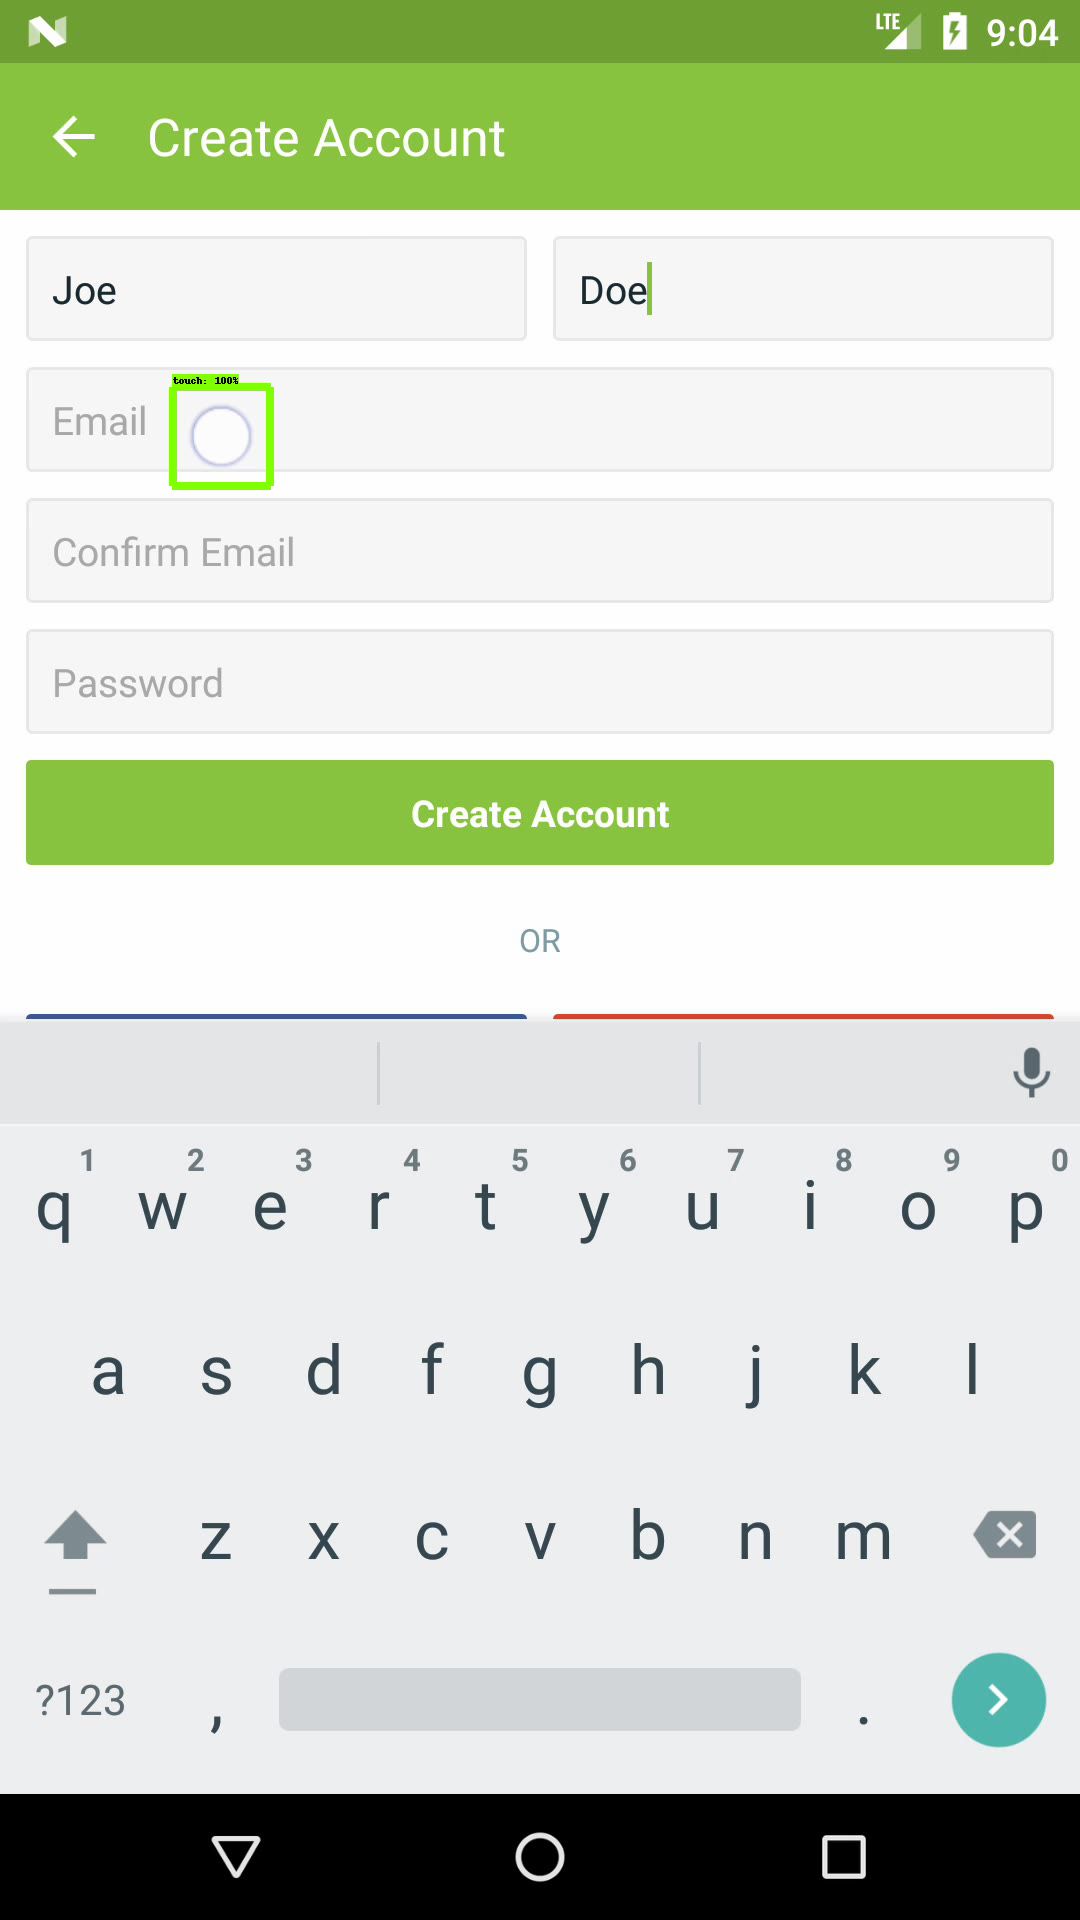 LTE 9:04
Create Account
Joe Doe
touch: 100%
Email
Confirm Email
Password
Create Account
OR
1 2 3 4 5 6 7 8 9 0
q w e r t y u i o p
a s d f g h j k l
z x c v b n m
?123 , .